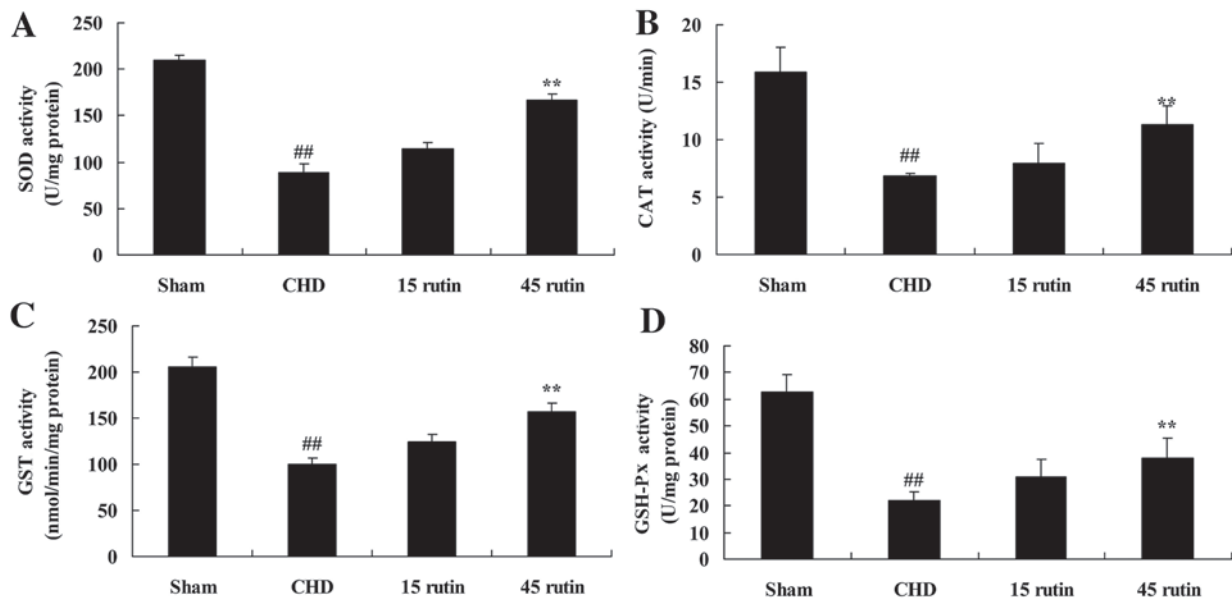 A
SOD activity
(U/mg protein)
250
200
150
100
50
0
##
**
Sham CHD 15 rutin 45 rutin
B
CAT activity (U/min)
20
15
10
5
0
##
**
Sham CHD 15 rutin 45 rutin
C
GST activity
(nmol/min/mg protein)
250
200
150
100
50
0
##
**
Sham CHD 15 rutin 45 rutin
D
GSH-Px activity
(U/mg protein)
80
70
60
50
40
30
20
10
0
##
**
Sham CHD 15 rutin 45 rutin